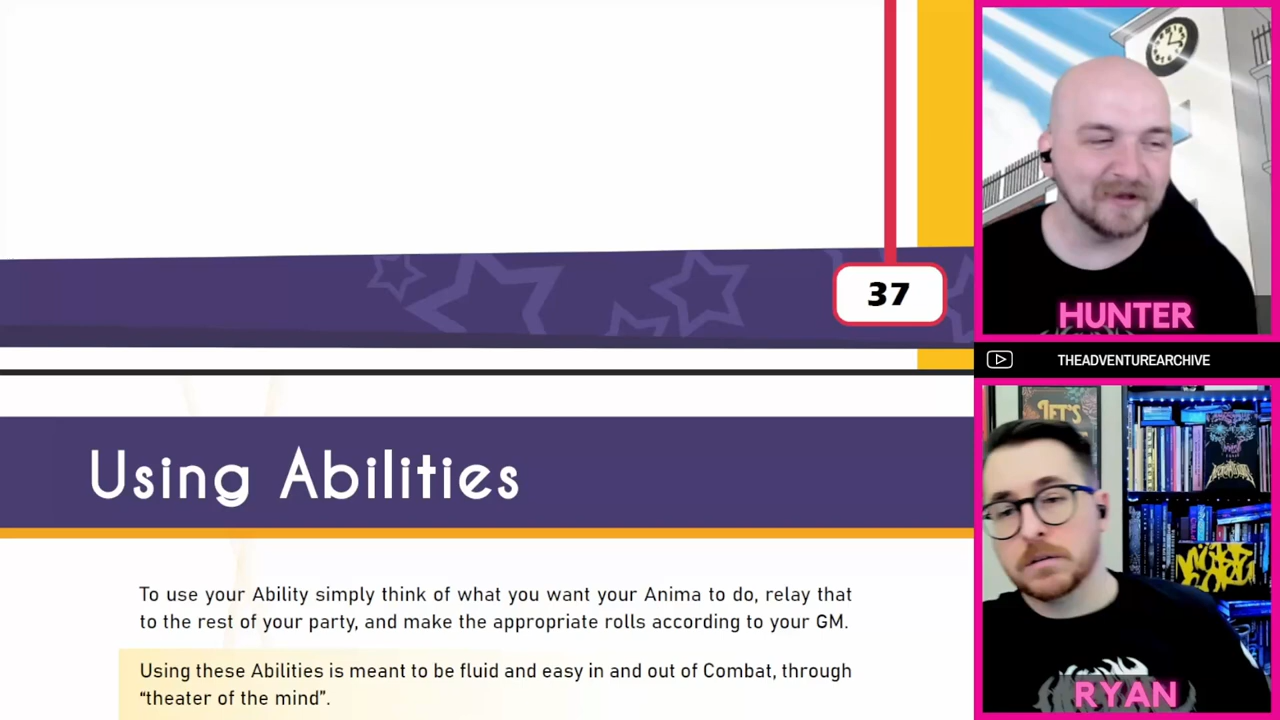 37
Using Abilities
To use your Ability simply think of what you want your Anima to do, relay that
to the rest of your party, and make the appropriate rolls according to your GM.
Using these Abilities is meant to be fluid and easy in and out of Combat, through
“theater of the mind”.
HUNTER
THEADVENTUREARCHIVE
LET'S
RYAN